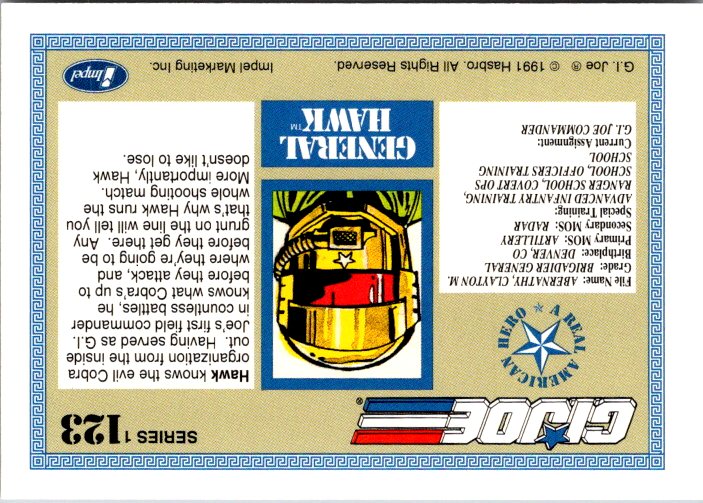 G.I. JOE ®
SERIES 1 123
A REAL AMERICAN HERO
File Name: ABERNATHY, CLAYTON M.
Grade: BRIGADIER GENERAL
Birthplace: DENVER, CO
Primary MOS: ARTILLERY
Secondary MOS: RADAR
Special Training:
ADVANCED INFANTRY TRAINING,
RANGER SCHOOL, COVERT OPS
SCHOOL, OFFICERS TRAINING
SCHOOL
Current Assignment:
G.I. JOE COMMANDER
GENERAL
HAWK™
Hawk knows the evil Cobra
organization from the inside
out. Having served as G.I.
Joe's first field commander
in countless battles, he
knows what Cobra's up to
before they attack, and
where they're going to be
before they get there. Any
grunt on the line will tell you
that's why Hawk runs the
whole shooting match.
More importantly, Hawk
doesn't like to lose.
G.I. Joe ® © 1991 Hasbro. All Rights Reserved.
Impel Marketing Inc.
Impel